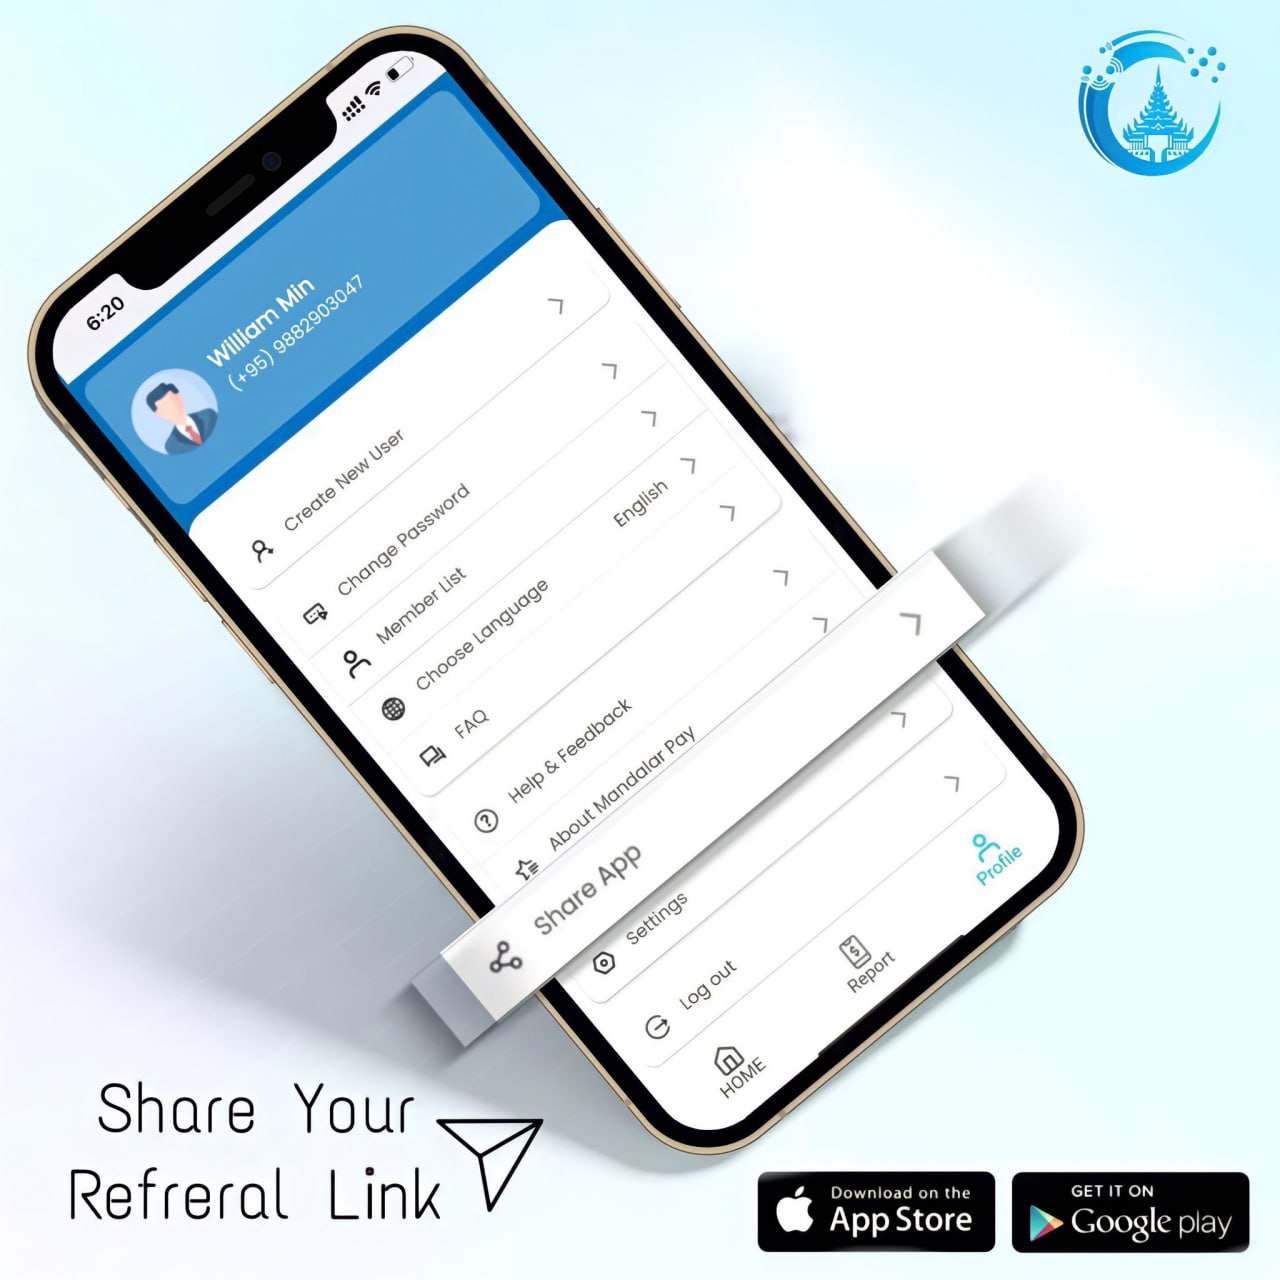 6:20
William Min
(+95) 9882903047
Create New User
Change Password
Member List
Choose Language English
FAQ
Help & Feedback
About Mandalar Pay
Share App
Settings
Log out
HOME
Report
Profile
Share Your
Refreral Link
Download on the
App Store
GET IT ON
Google play